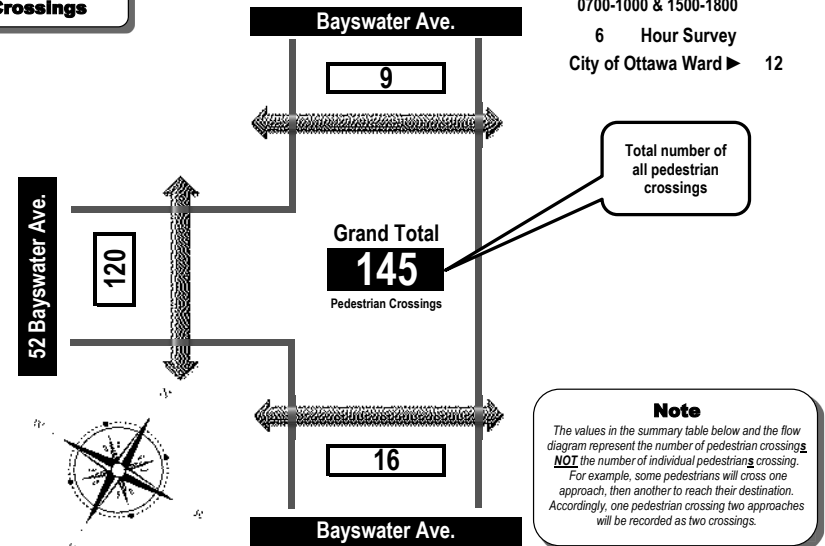 Crossings
Bayswater Ave.
0700-1000 & 1500-1800
6 Hour Survey
City of Ottawa Ward ► 12
9
Total number of
all pedestrian
crossings
52 Bayswater Ave.
120
Grand Total
145
Pedestrian Crossings
16
Bayswater Ave.
Note
The values in the summary table below and the flow
diagram represent the number of pedestrian crossings
NOT the number of individual pedestrians crossing.
For example, some pedestrians will cross one
approach, then another to reach their destination.
Accordingly, one pedestrian crossing two approaches
will be recorded as two crossings.